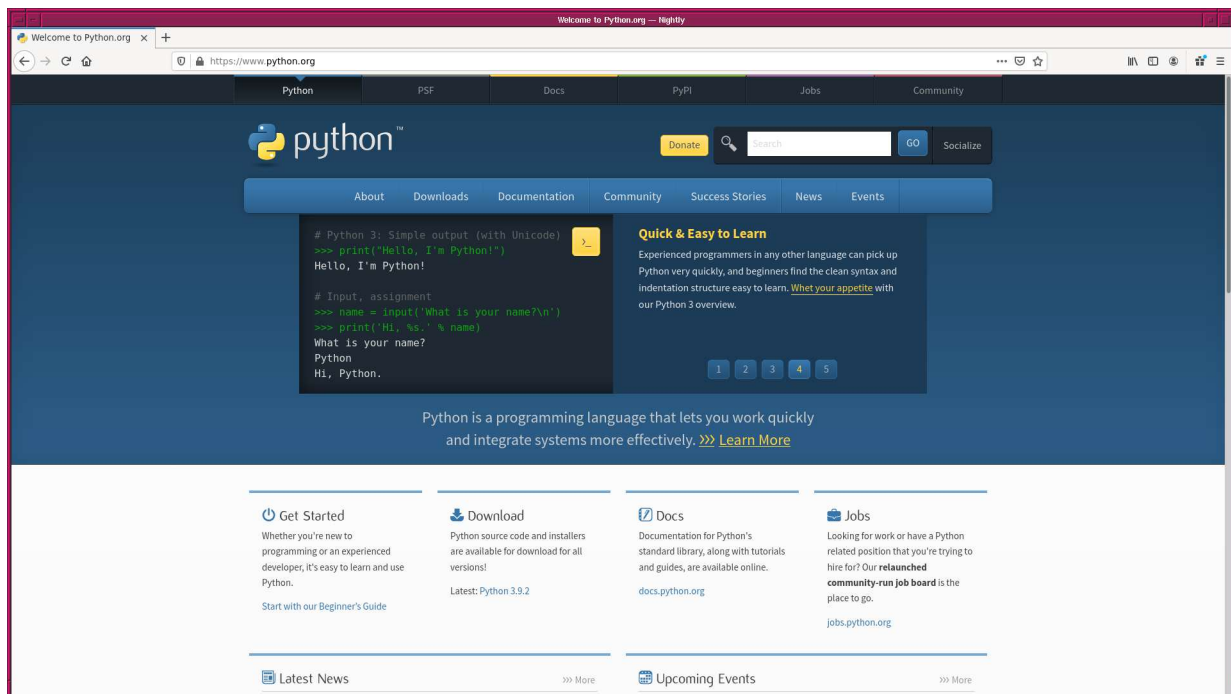 Welcome to Python.org — Nightly
Welcome to Python.org
https://www.python.org
Python PSF Docs PyPI Jobs Community
python™
Donate
Search
GO
Socialize
About Downloads Documentation Community Success Stories News Events
# Python 3: Simple output (with Unicode)
>>> print("Hello, I'm Python!")
Hello, I'm Python!
# Input, assignment
>>> name = input('What is your name?\n')
>>> print('Hi, %s.' % name)
What is your name?
Python
Hi, Python.
>_
Quick & Easy to Learn
Experienced programmers in any other language can pick up
Python very quickly, and beginners find the clean syntax and
indentation structure easy to learn. Whet your appetite with
our Python 3 overview.
1 2 3 4 5
Python is a programming language that lets you work quickly
and integrate systems more effectively. >>> Learn More
Get Started
Whether you're new to
programming or an experienced
developer, it's easy to learn and use
Python.
Start with our Beginner's Guide
Download
Python source code and installers
are available for download for all
versions!
Latest: Python 3.9.2
Docs
Documentation for Python's
standard library, along with tutorials
and guides, are available online.
docs.python.org
Jobs
Looking for work or have a Python
related position that you're trying to
hire for? Our relaunched
community-run job board is the
place to go.
jobs.python.org
Latest News
>>> More
Upcoming Events
>>> More